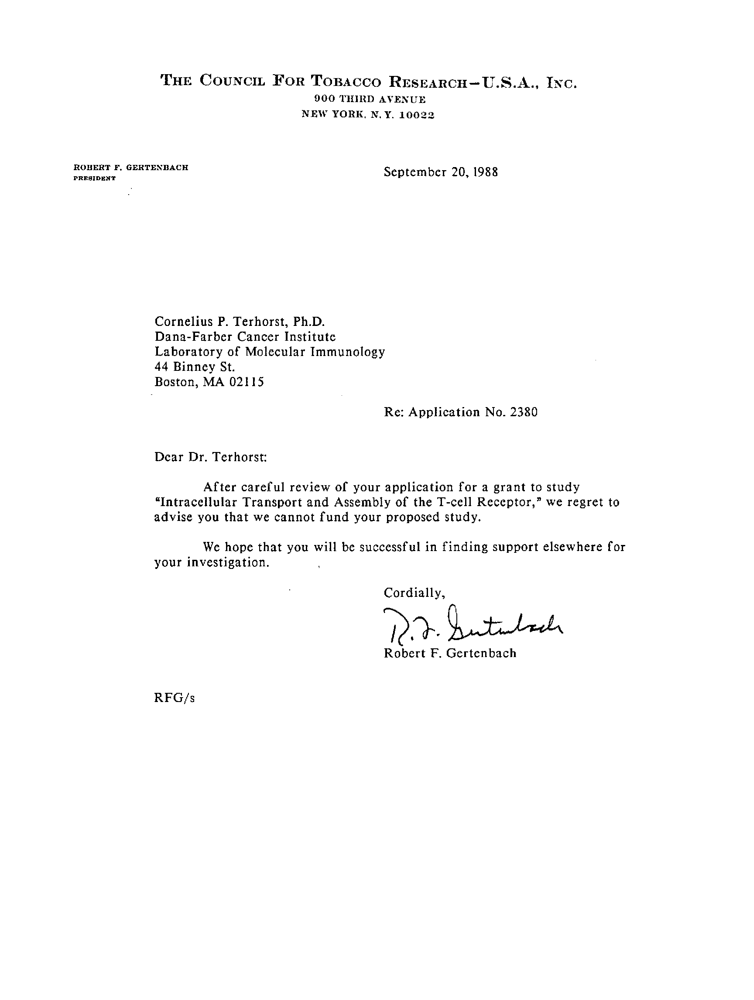 THE COUNCIL FOR TOBACCO RESEARCH—U.S.A., INC.
900 THIRD AVENUE
NEW YORK, N. Y. 10022
ROBERT F. GERTENBACH
PRESIDENT
September 20, 1988
Cornelius P. Terhorst, Ph.D.
Dana-Farber Cancer Institute
Laboratory of Molecular Immunology
44 Binney St.
Boston, MA 02115
Re: Application No. 2380
Dear Dr. Terhorst:
After careful review of your application for a grant to study
"Intracellular Transport and Assembly of the T-cell Receptor," we regret to
advise you that we cannot fund your proposed study.
We hope that you will be successful in finding support elsewhere for
your investigation.
Cordially,
R. F. Gertenbach
Robert F. Gertenbach
RFG/s